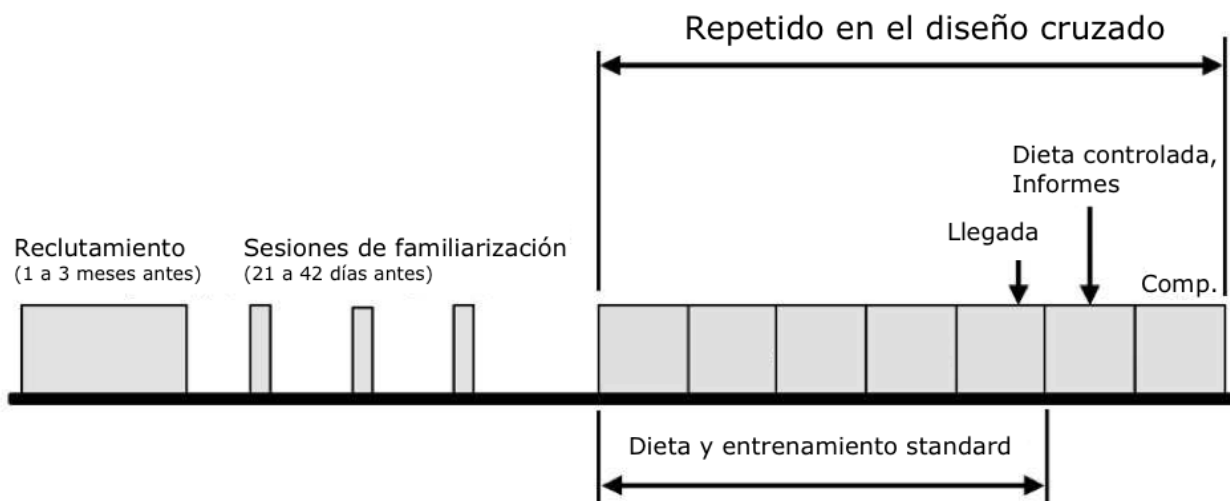 Repetido en el diseño cruzado
Dieta controlada,
Informes
Llegada
Reclutamiento
(1 a 3 meses antes)
Sesiones de familiarización
(21 a 42 días antes)
Comp.
Dieta y entrenamiento standard